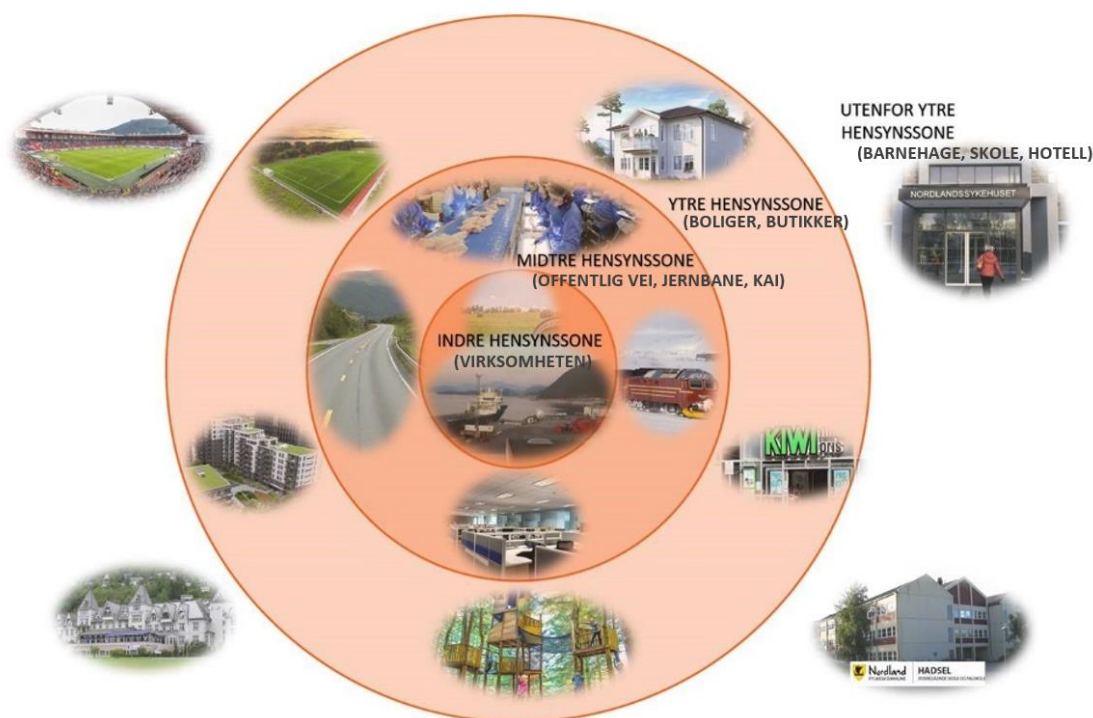 UTENFOR YTRE
HENSYNSSONE
(BARNEHAGE, SKOLE, HOTELL)
NORDLANDSSYKEHUSET
YTRE HENSYNSSONE
(BOLIGER, BUTIKKER)
MIDTRE HENSYNSSONE
(OFFENTLIG VEI, JERNBANE, KAI)
INDRE HENSYNSSONE
(VIRKSOMHETEN)
KIWI
Nordland
HADSEL